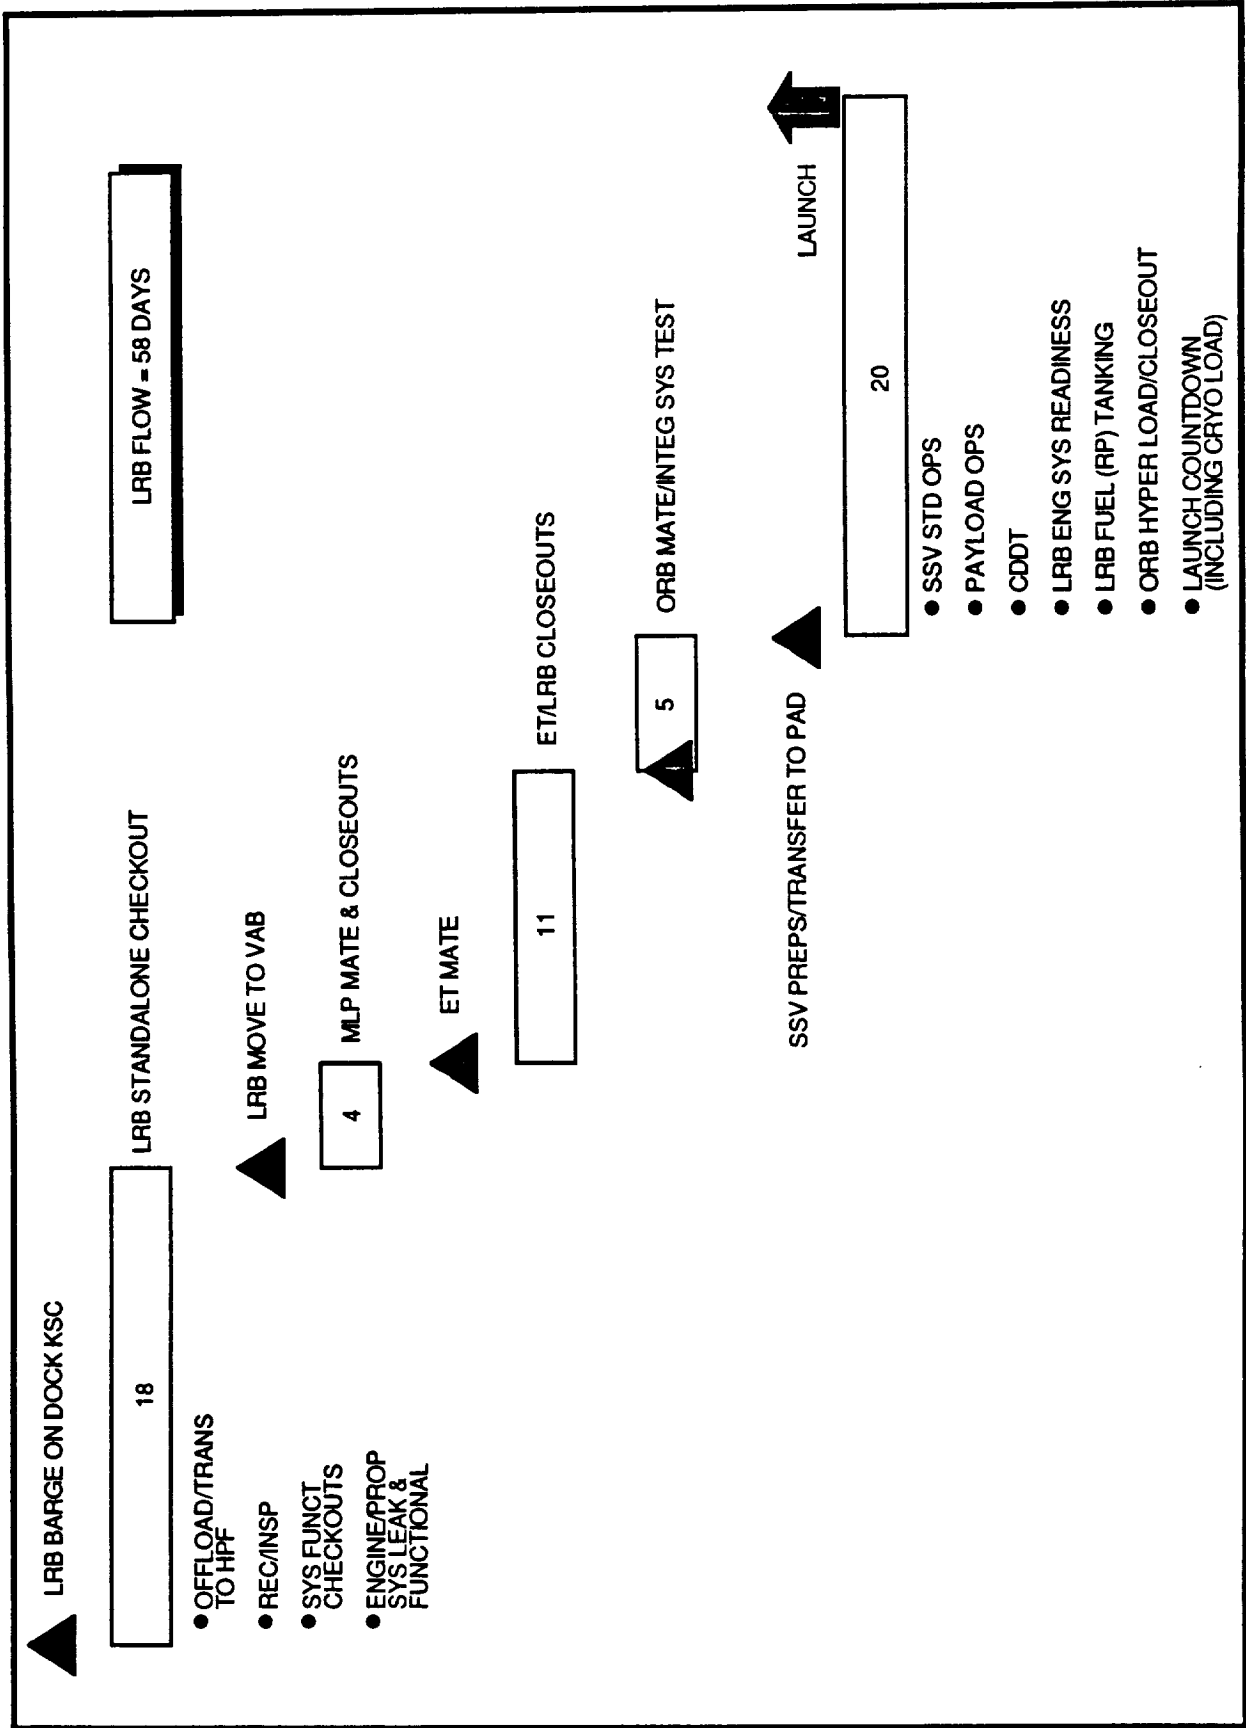 LRB BARGE ON DOCK KSC
LRB FLOW = 58 DAYS
18
LRB STANDALONE CHECKOUT
● OFFLOAD/TRANS
TO HPF
● REC/INSP
● SYS FUNCT
CHECKOUTS
● ENGINE/PROP
SYS LEAK &
FUNCTIONAL
LRB MOVE TO VAB
4
MLP MATE & CLOSEOUTS
ET MATE
11
ET/LRB CLOSEOUTS
5
ORB MATE/INTEG SYS TEST
SSV PREPS/TRANSFER TO PAD
LAUNCH
20
● SSV STD OPS
● PAYLOAD OPS
● CDDT
● LRB ENG SYS READINESS
● LRB FUEL (RP) TANKING
● ORB HYPER LOAD/CLOSEOUT
● LAUNCH COUNTDOWN
(INCLUDING CRYO LOAD)